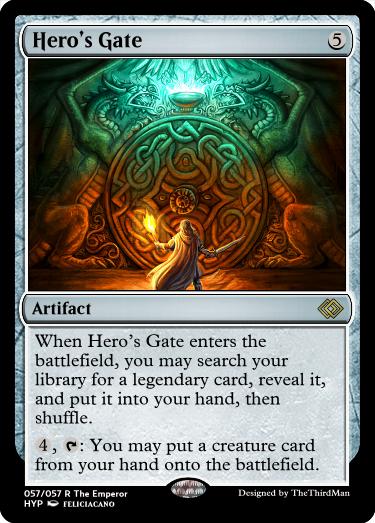 Hero's Gate 5
Artifact
When Hero's Gate enters the
battlefield, you may search your
library for a legendary card, reveal it,
and put it into your hand, then
shuffle.
4 , : You may put a creature card
from your hand onto the battlefield.
057/057 R The Emperor
HYP FELICIACANO
Designed by TheThirdMan